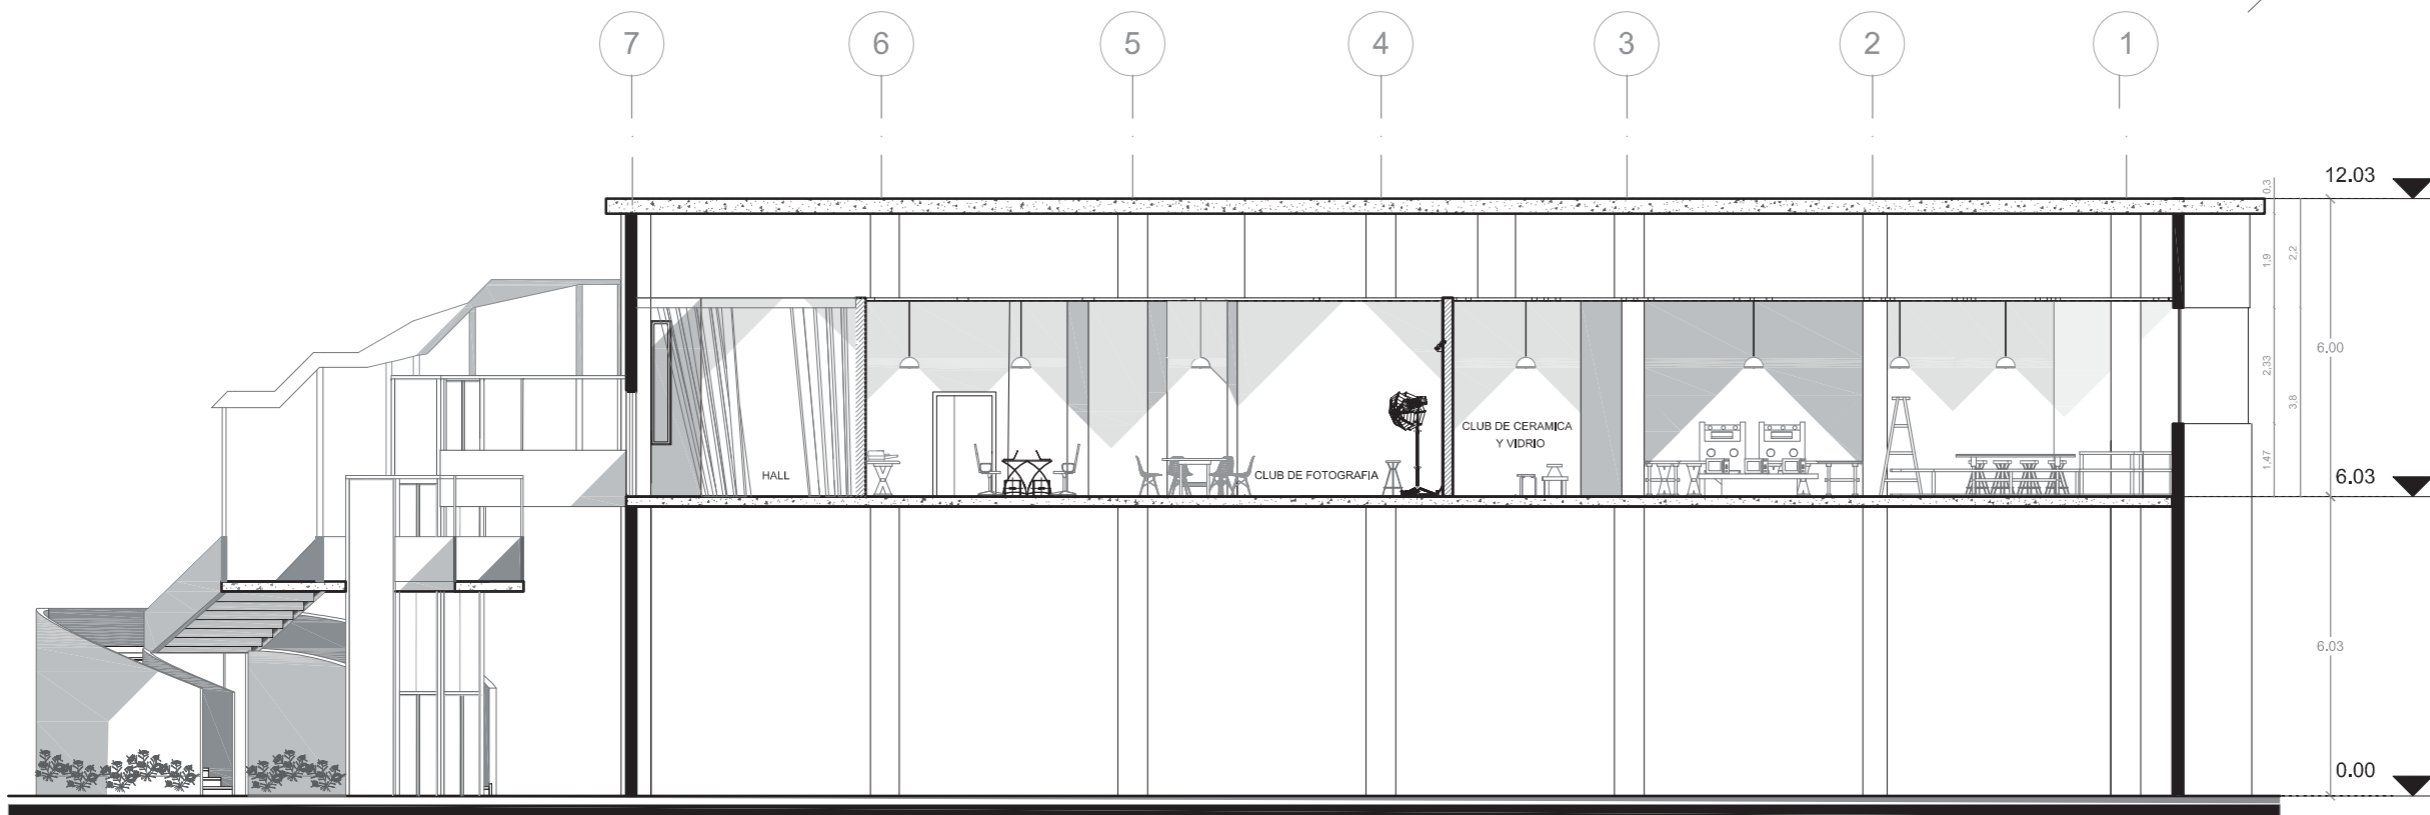 7 6 5 4 3 2 1
12.03
0,3
1,9
2,2
6.00
2,33
3,8
1,47
6.03
6.03
0.00
HALL
CLUB DE FOTOGRAFIA
CLUB DE CERAMICA
Y VIDRIO